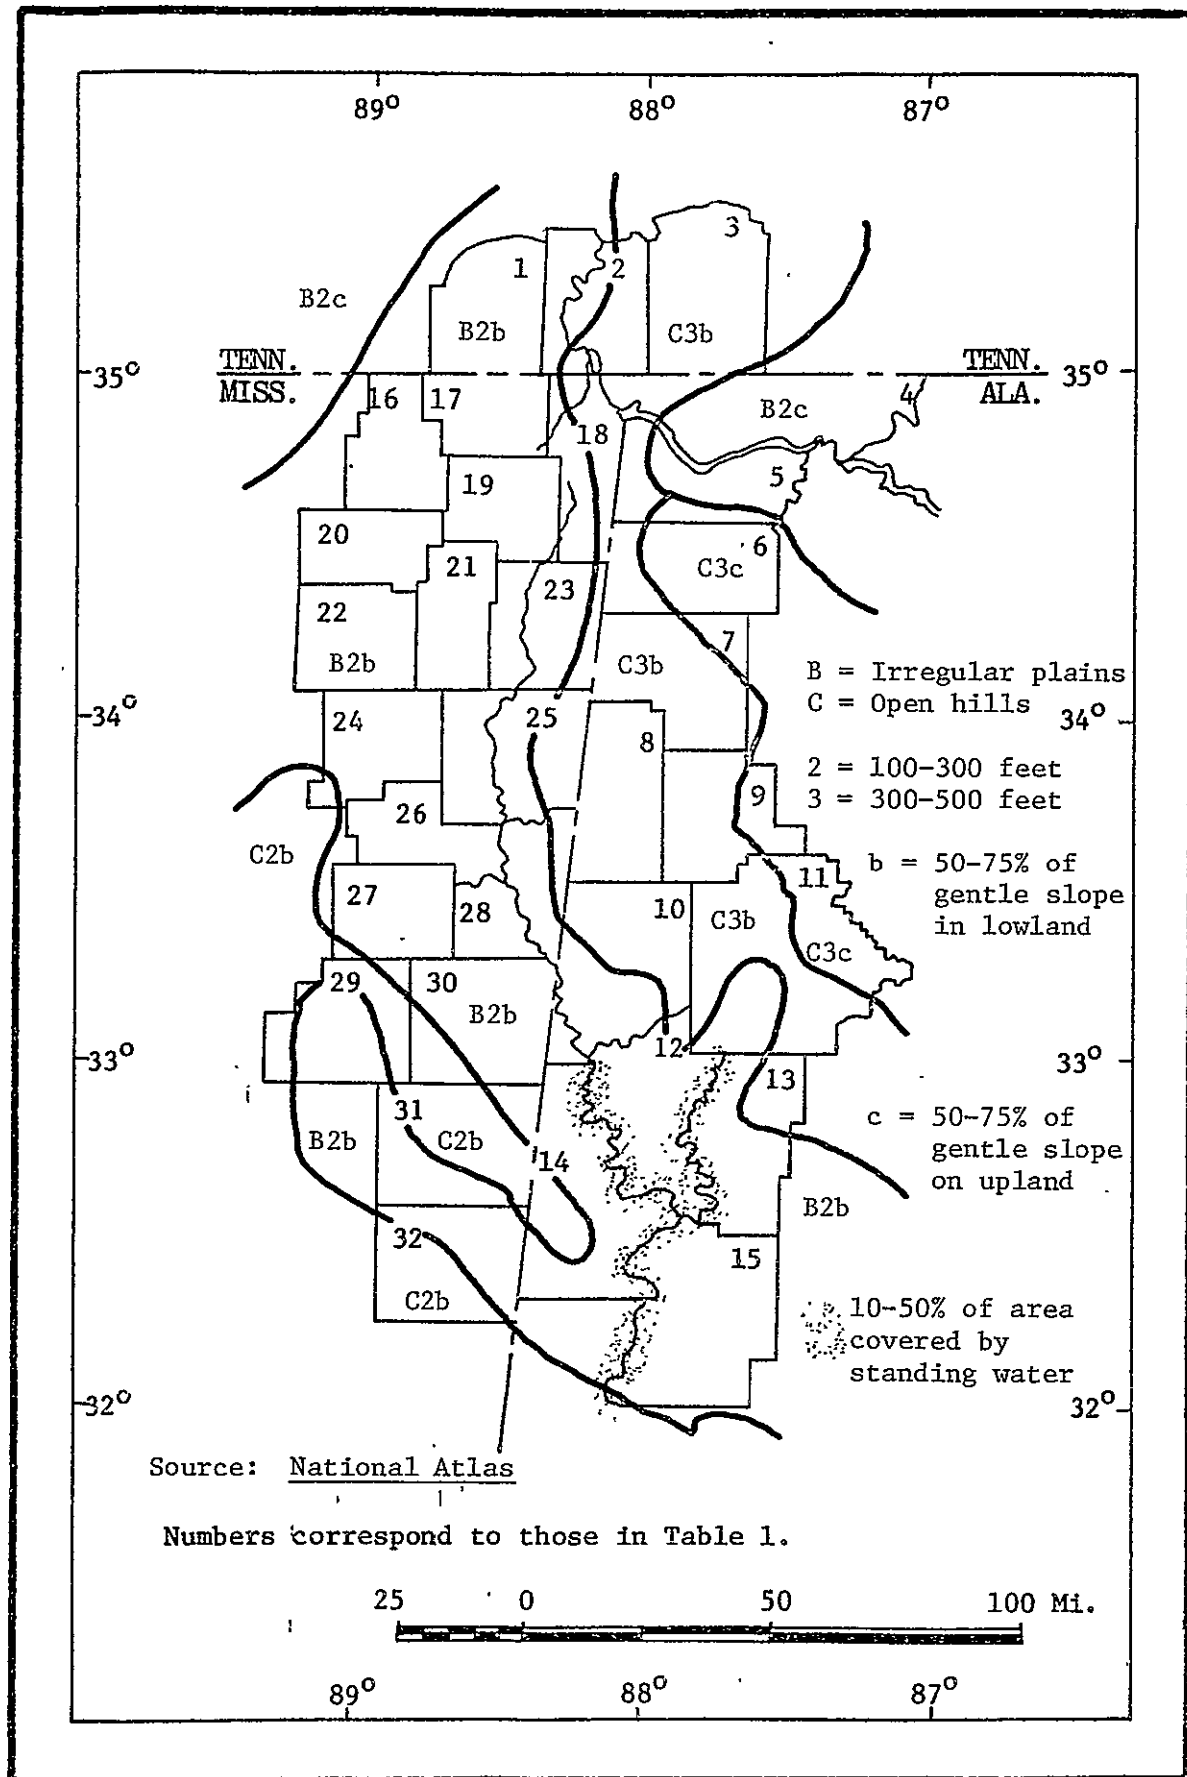 89° 88° 87°
3
1 2
B2c
B2b C3b
TENN. TENN.
35° 35°
MISS. ALA.
16 17 4
B2c
18
5
19
20
6
21
C3c
23
22
7
B2b C3b
B = Irregular plains
C = Open hills
34° 34°
24 25
8
2 = 100-300 feet
3 = 300-500 feet
9
26
C2b
b = 50-75% of
gentle slope
in lowland
11
27
28 10
C3b
C3c
29 30
B2b
12
33° 33°
13
31
c = 50-75% of
gentle slope
on upland
B2b C2b
14
B2b
32
15
C2b
10-50% of area
covered by
standing water
32° 32°
Source: National Atlas
Numbers correspond to those in Table 1.
25 0 50 100 Mi.
89° 88° 87°